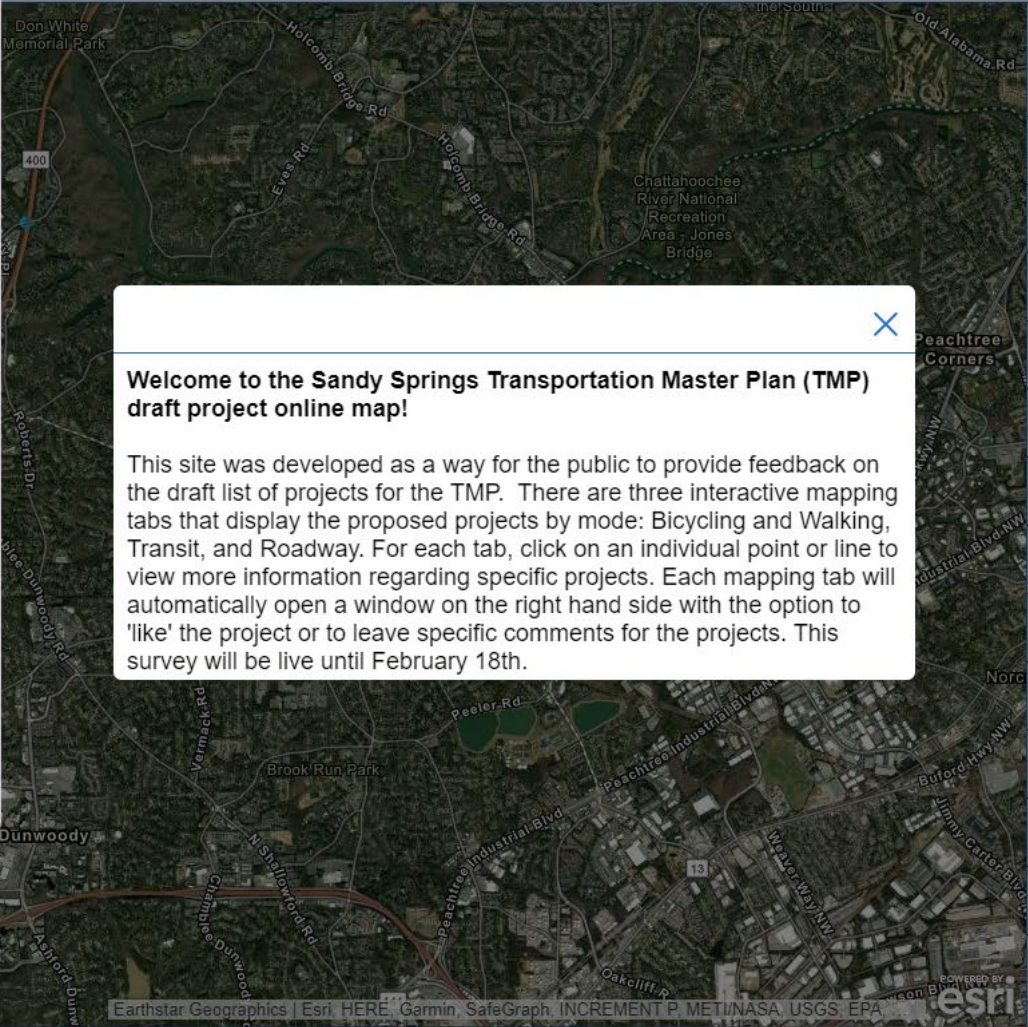 Don White
Memorial Park
the South
Old Alabama Rd
Holcomb Bridge Rd
400
Eves Rd
Holcomb Bridge Rd
Chattahoochee
River National
Recreation
Area - Jones
Bridge
Peachtree
Corners
Welcome to the Sandy Springs Transportation Master Plan (TMP)
draft project online map!
This site was developed as a way for the public to provide feedback on
the draft list of projects for the TMP.  There are three interactive mapping
tabs that display the proposed projects by mode: Bicycling and Walking,
Transit, and Roadway. For each tab, click on an individual point or line to
view more information regarding specific projects. Each mapping tab will
automatically open a window on the right hand side with the option to
'like' the project or to leave specific comments for the projects. This
survey will be live until February 18th.
Roberts Dr
Dunwoody Rd
dustrial Blvd NW
Norc
Vermack Rd
Peeler Rd
Peachtree Industrial Blvd
Brook Run Park
Buford Hwy NW
Dunwoody
N Shallowford Rd
Peachtree Industrial Blvd
Jimmy Carter Blvd
13
Weaver Way NW
Chamblee Dunwood
Ashford Dunw
Oakcliff R
POWERED BY
esri
Earthstar Geographics | Esri, HERE, Garmin, SafeGraph, INCREMENT P, METI/NASA, USGS, EPA,